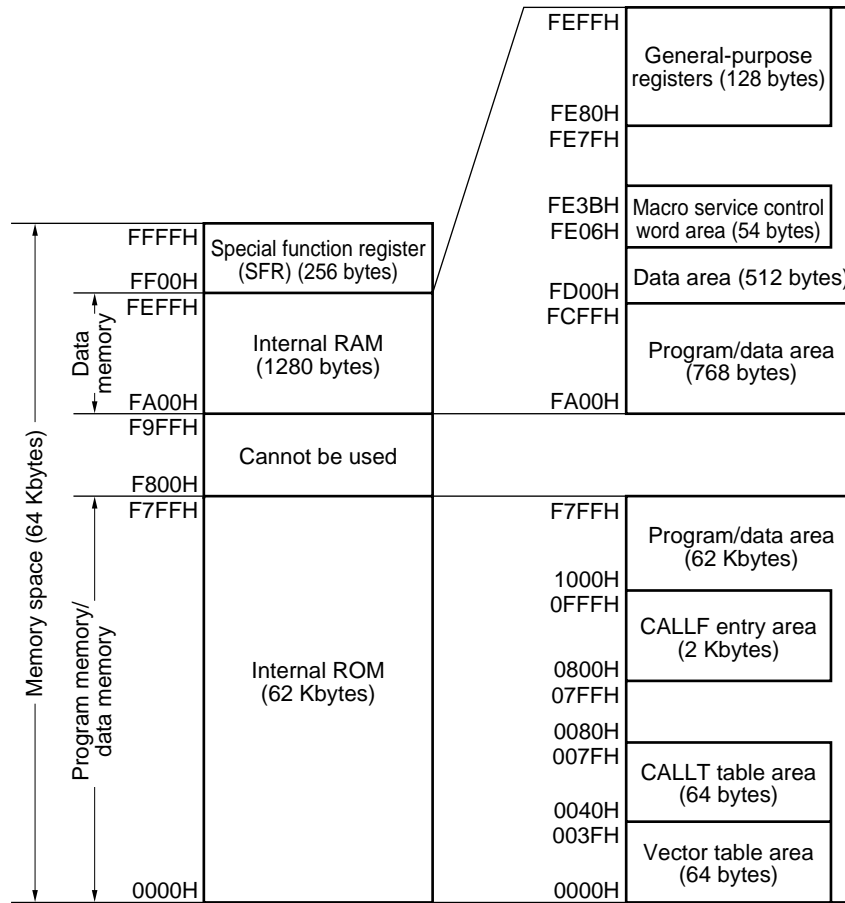 FEFFH
General-purpose
registers (128 bytes)
FE80H
FE7FH
FE3BH
Macro service control
word area (54 bytes)
FE06H
Data area (512 bytes)
FD00H
FCFFH
Program/data area
(768 bytes)
FA00H
FFFFH
Special function register
(SFR) (256 bytes)
FF00H
FEFFH
Internal RAM
(1280 bytes)
Data
memory
FA00H
F9FFH
Cannot be used
F800H
F7FFH
Memory space (64 Kbytes)
Program memory/
data memory
Internal ROM
(62 Kbytes)
0000H
F7FFH
Program/data area
(62 Kbytes)
1000H
0FFFH
CALLF entry area
(2 Kbytes)
0800H
07FFH
0080H
007FH
CALLT table area
(64 bytes)
0040H
003FH
Vector table area
(64 bytes)
0000H